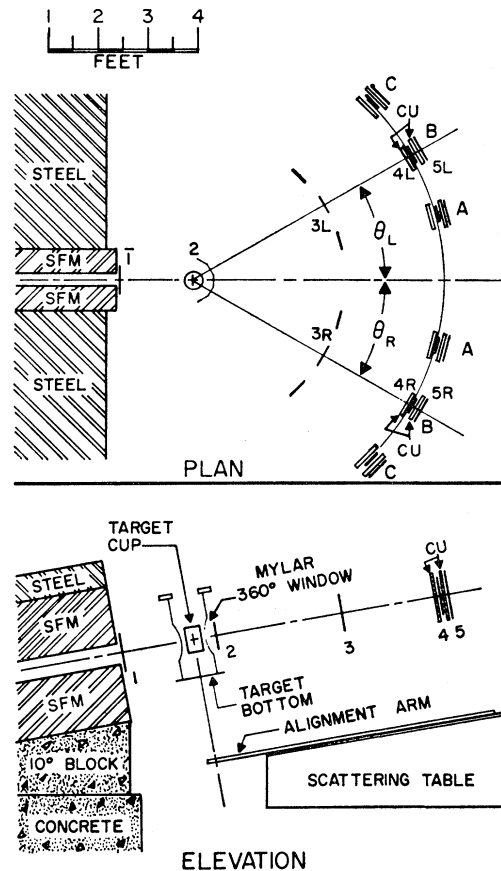 1 2 3 4
FEET
C
CU
B
STEEL
4L 5L
A
3L
θL
1
2
SFM
SFM
3R
θR
STEEL
A
4R 5R
B
CU
C
PLAN
TARGET
CUP
MYLAR
360° WINDOW
CU
STEEL
SFM
1
2
3
4 5
SFM
TARGET
BOTTOM
ALIGNMENT ARM
10° BLOCK
SCATTERING TABLE
CONCRETE
ELEVATION